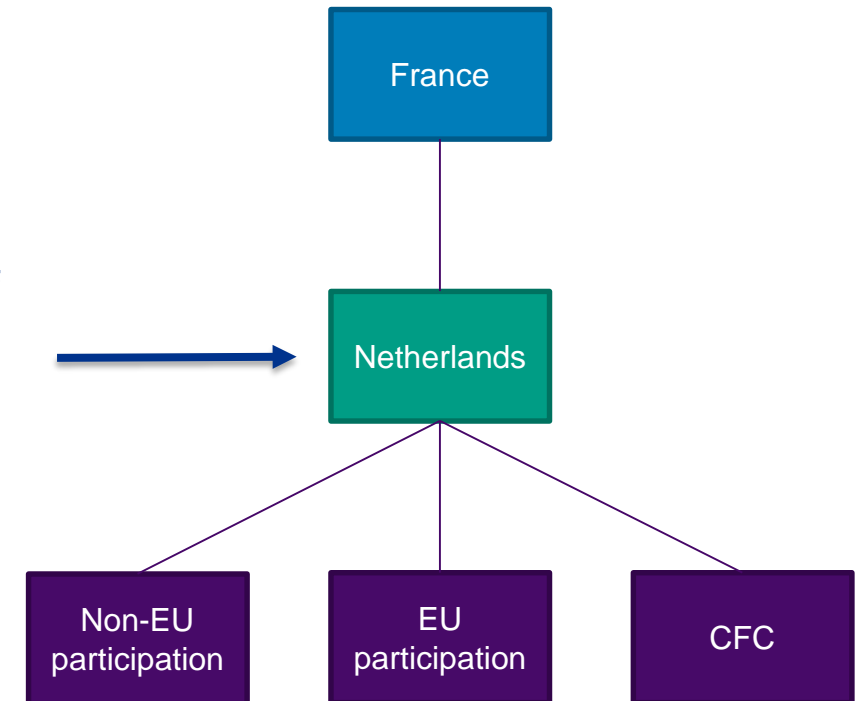 France
Netherlands
Non-EU
participation
EU
participation
CFC